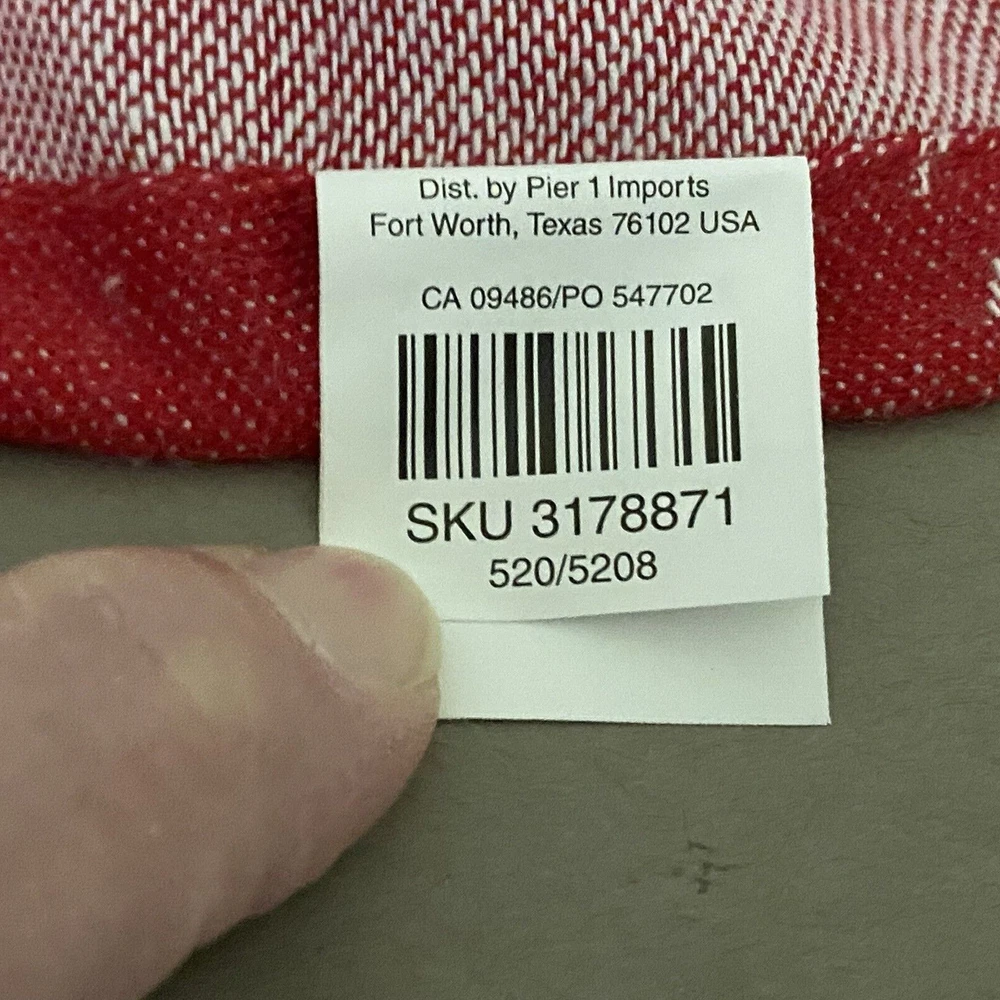 Dist. by Pier 1 Imports
Fort Worth, Texas 76102 USA
CA 09486/PO 547702
SKU 3178871
520/5208